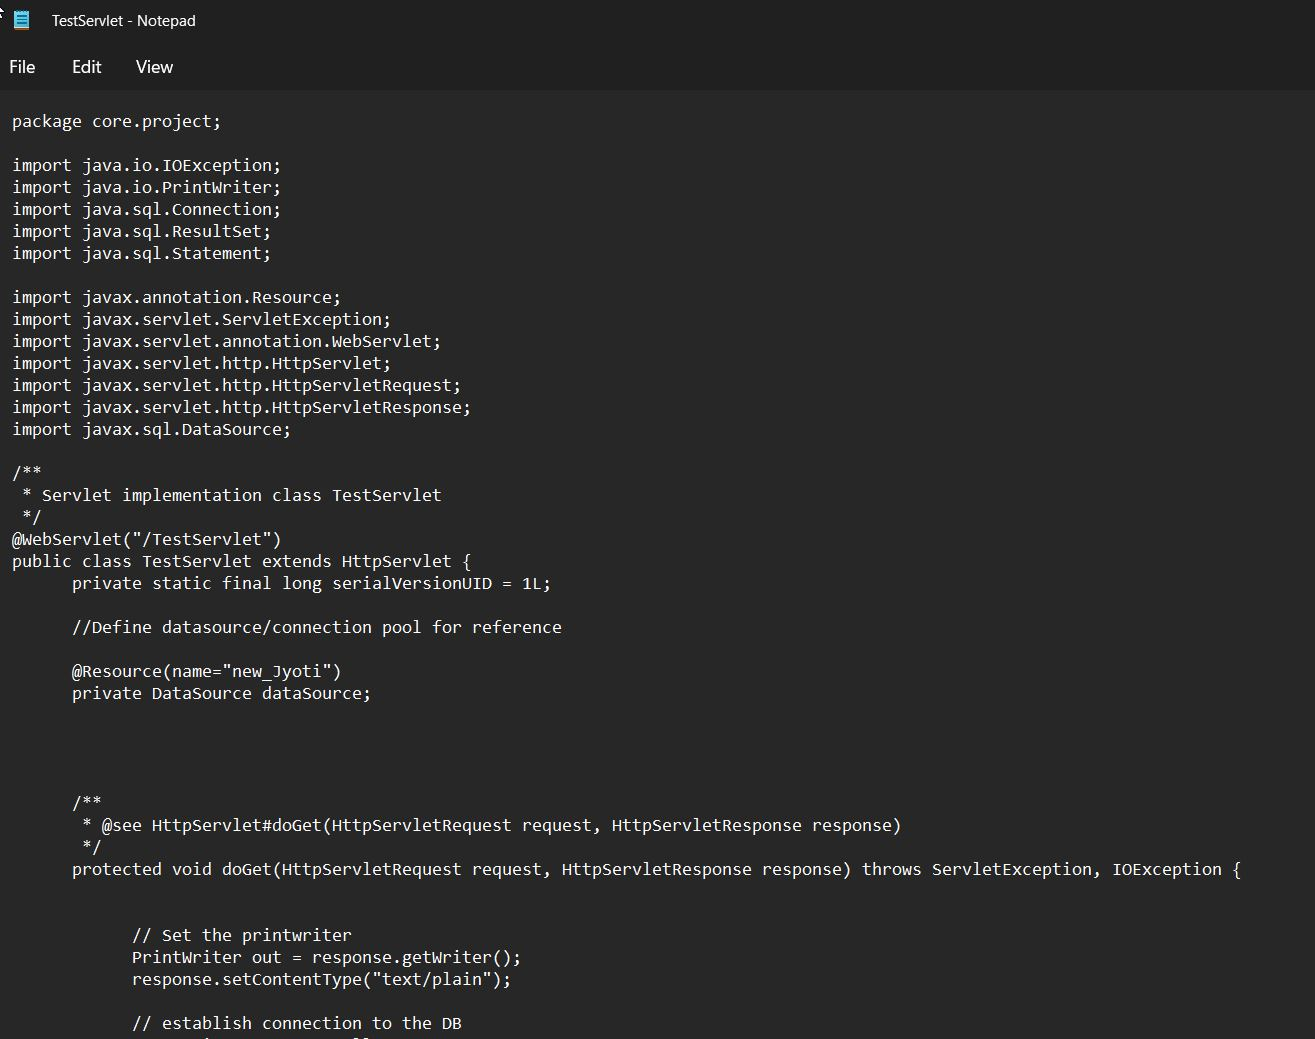 TestServlet - Notepad
File Edit View
package core.project;
import java.io.IOException;
import java.io.PrintWriter;
import java.sql.Connection;
import java.sql.ResultSet;
import java.sql.Statement;
import javax.annotation.Resource;
import javax.servlet.ServletException;
import javax.servlet.annotation.WebServlet;
import javax.servlet.http.HttpServlet;
import javax.servlet.http.HttpServletRequest;
import javax.servlet.http.HttpServletResponse;
import javax.sql.DataSource;
/**
 * Servlet implementation class TestServlet
 */
@WebServlet("/TestServlet")
public class TestServlet extends HttpServlet {
      private static final long serialVersionUID = 1L;
      //Define datasource/connection pool for reference
      @Resource(name="new_Jyoti")
      private DataSource dataSource;
      /**
       * @see HttpServlet#doGet(HttpServletRequest request, HttpServletResponse response)
       */
      protected void doGet(HttpServletRequest request, HttpServletResponse response) throws ServletException, IOException {
            // Set the printwriter
            PrintWriter out = response.getWriter();
            response.setContentType("text/plain");
            // establish connection to the DB